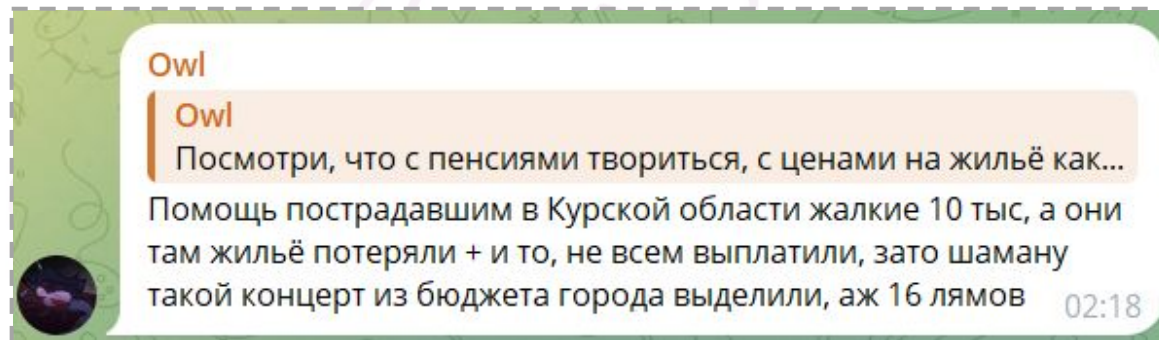 Owl
Owl
Посмотри, что с пенсиями твориться, с ценами на жильё как...
Помощь пострадавшим в Курской области жалкие 10 тыс, а они
там жильё потеряли + и то, не всем выплатили, зато шаману
такой концерт из бюджета города выделили, аж 16 лямов
02:18